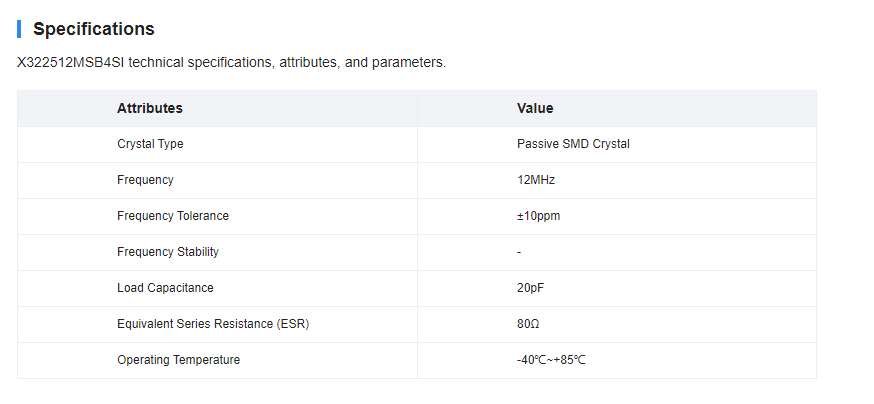 Specifications
X322512MSB4SI technical specifications, attributes, and parameters.
Attributes Value
Crystal Type Passive SMD Crystal
Frequency 12MHz
Frequency Tolerance ±10ppm
Frequency Stability -
Load Capacitance 20pF
Equivalent Series Resistance (ESR) 80Ω
Operating Temperature -40℃~+85℃